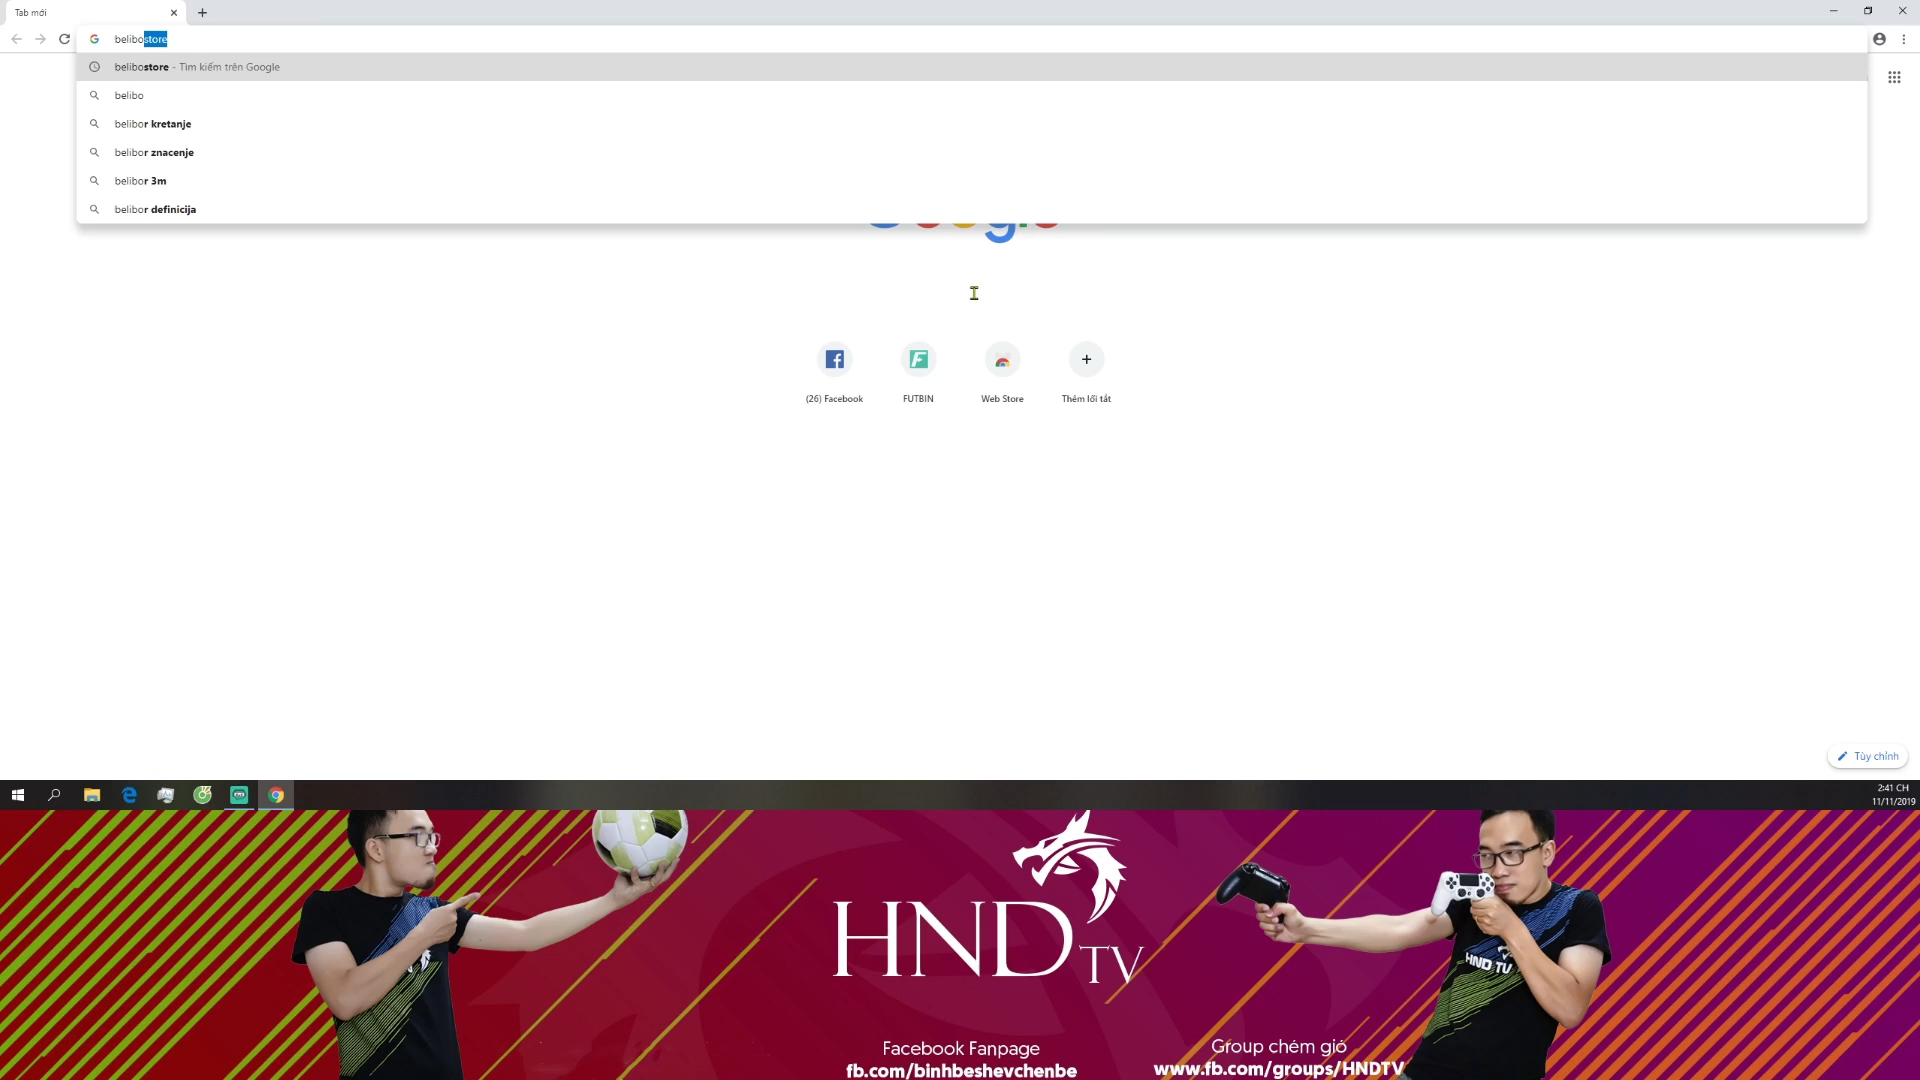 Tab mới
belibostore
belibostore - Tìm kiếm trên Google
belibo
belibor kretanje
belibor znacenje
belibor 3m
belibor definicija
(26) Facebook
FUTBIN
Web Store
Thêm lối tắt
Tùy chỉnh
2:41 CH
11/11/2019
HND TV
HND TV
Facebook Fanpage
fb.com/binhbeshevchenbe
Group chém gió
www.fb.com/groups/HNDTV